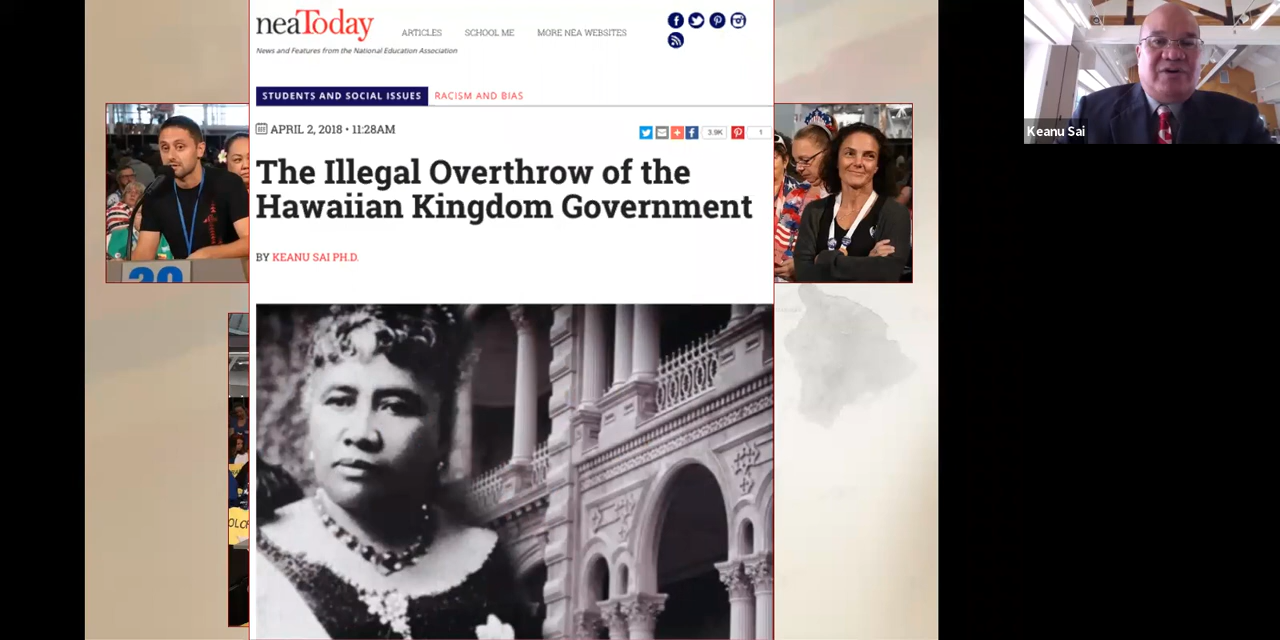 neaToday
ARTICLES
SCHOOL ME
MORE NEA WEBSITES
News and Features from the National Education Association
STUDENTS AND SOCIAL ISSUES
RACISM AND BIAS
APRIL 2, 2018 • 11:28AM
3.9K
1
The Illegal Overthrow of the
Hawaiian Kingdom Government
BY KEANU SAI PH.D.
Keanu Sai